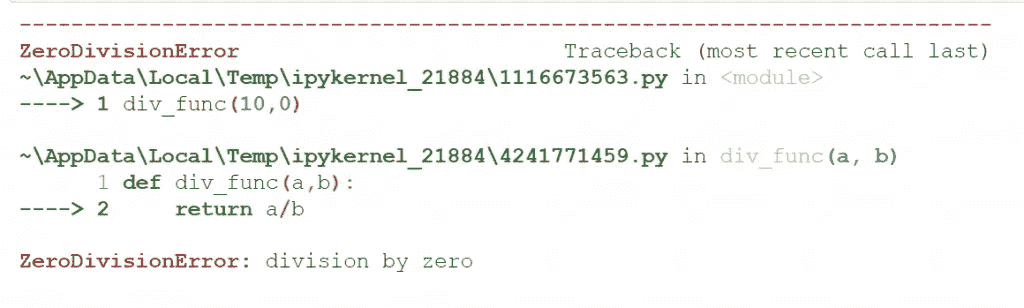 ---------------------------------------------------------------------------
ZeroDivisionError                         Traceback (most recent call last)
~\AppData\Local\Temp\ipykernel_21884\1116673563.py in <module>
----> 1 div_func(10,0)

~\AppData\Local\Temp\ipykernel_21884\4241771459.py in div_func(a, b)
      1 def div_func(a,b):
----> 2     return a/b

ZeroDivisionError: division by zero